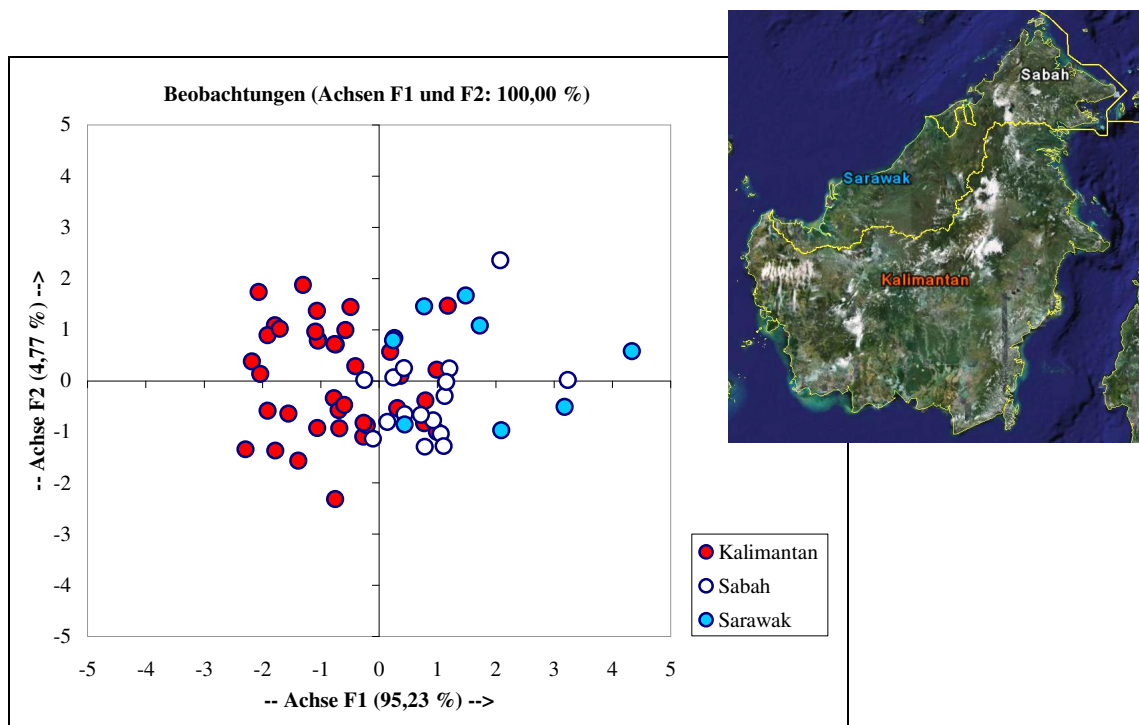 Beobachtungen (Achsen F1 und F2: 100,00 %)
5
4
3
2
1
0
-1
-2
-3
-4
-5
-- Achse F2 (4,77 %) -->
-5 -4 -3 -2 -1 0 1 2 3 4 5
-- Achse F1 (95,23 %) -->
Kalimantan
Sabah
Sarawak
Sabah
Sarawak
Kalimantan